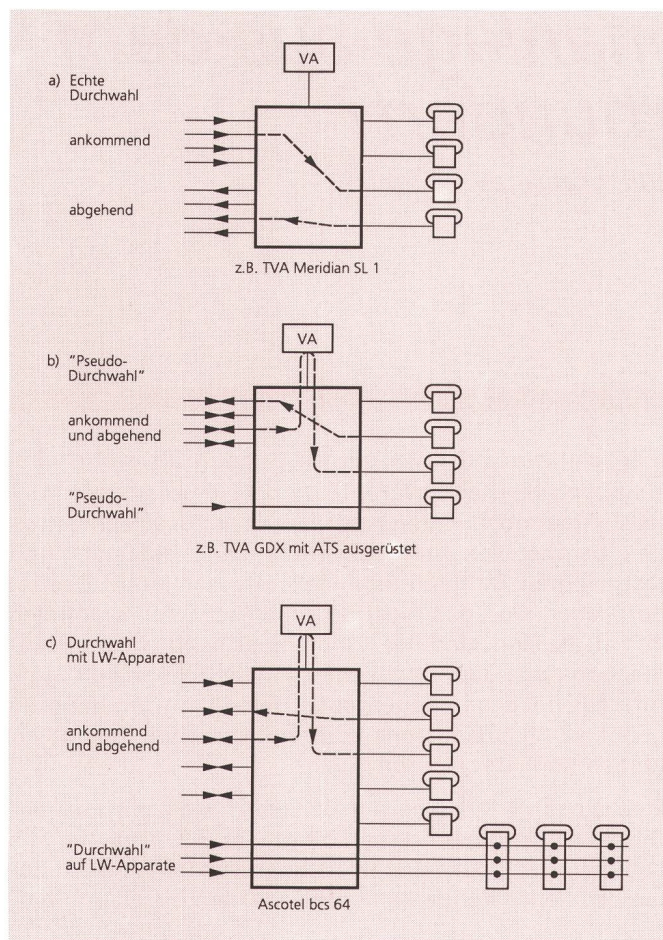 VA
a) Echte
Durchwahl
ankommend
abgehend
z.B. TVA Meridian SL 1
VA
b) "Pseudo-
Durchwahl"
ankommend
und abgehend
"Pseudo-
Durchwahl"
z.B. TVA GDX mit ATS ausgerüstet
VA
c) Durchwahl
mit LW-Apparaten
ankommend
und abgehend
"Durchwahl"
auf LW-Apparate
Ascotel bcs 64